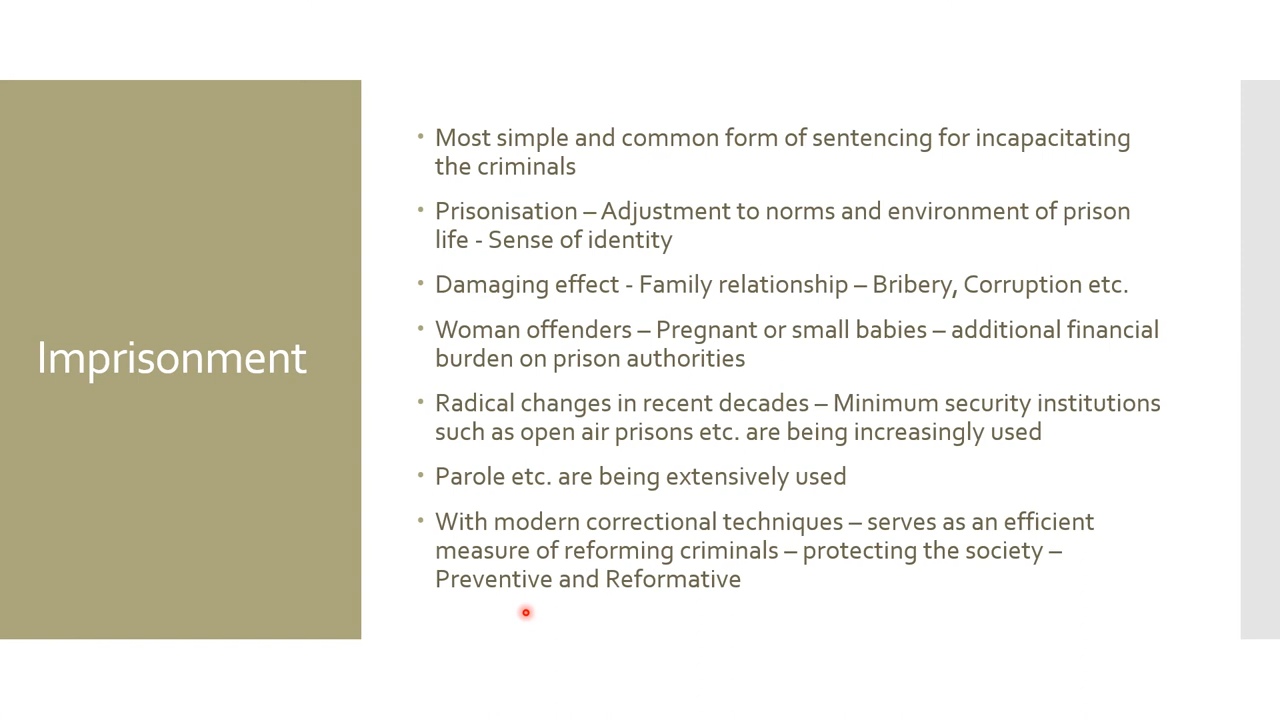 Imprisonment
• Most simple and common form of sentencing for incapacitating
the criminals
• Prisonisation – Adjustment to norms and environment of prison
life - Sense of identity
• Damaging effect - Family relationship – Bribery, Corruption etc.
• Woman offenders – Pregnant or small babies – additional financial
burden on prison authorities
• Radical changes in recent decades – Minimum security institutions
such as open air prisons etc. are being increasingly used
• Parole etc. are being extensively used
• With modern correctional techniques – serves as an efficient
measure of reforming criminals – protecting the society –
Preventive and Reformative